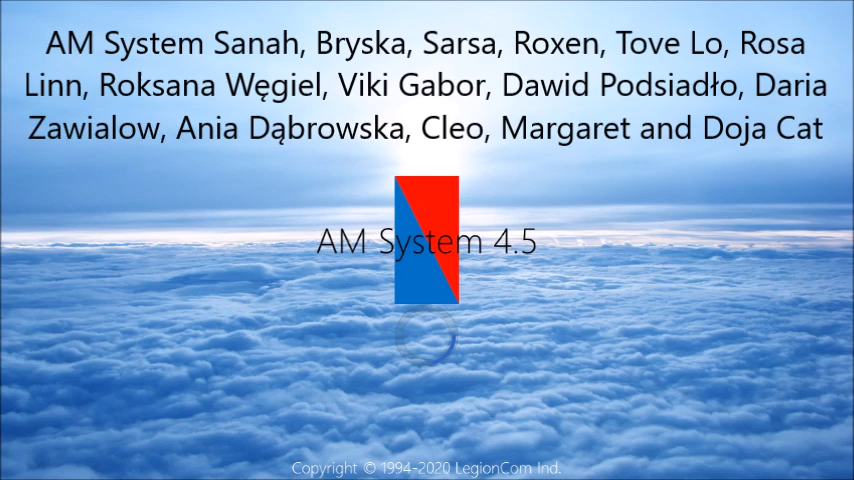 AM System Sanah, Bryska, Sarsa, Roxen, Tove Lo, Rosa
Linn, Roksana Węgiel, Viki Gabor, Dawid Podsiadło, Daria
Zawialow, Ania Dąbrowska, Cleo, Margaret and Doja Cat
AM System 4.5
Copyright © 1994-2020 LegionCom Ind.